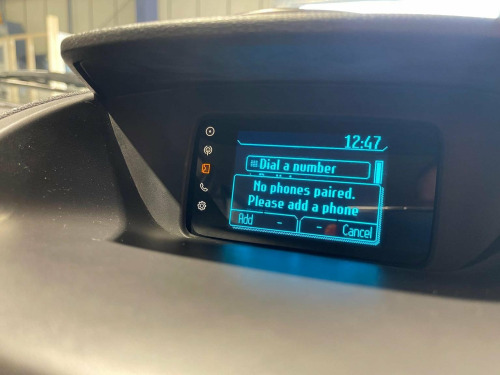 12:47
Dial a number
No phones paired.
Please add a phone
Add - - Cancel